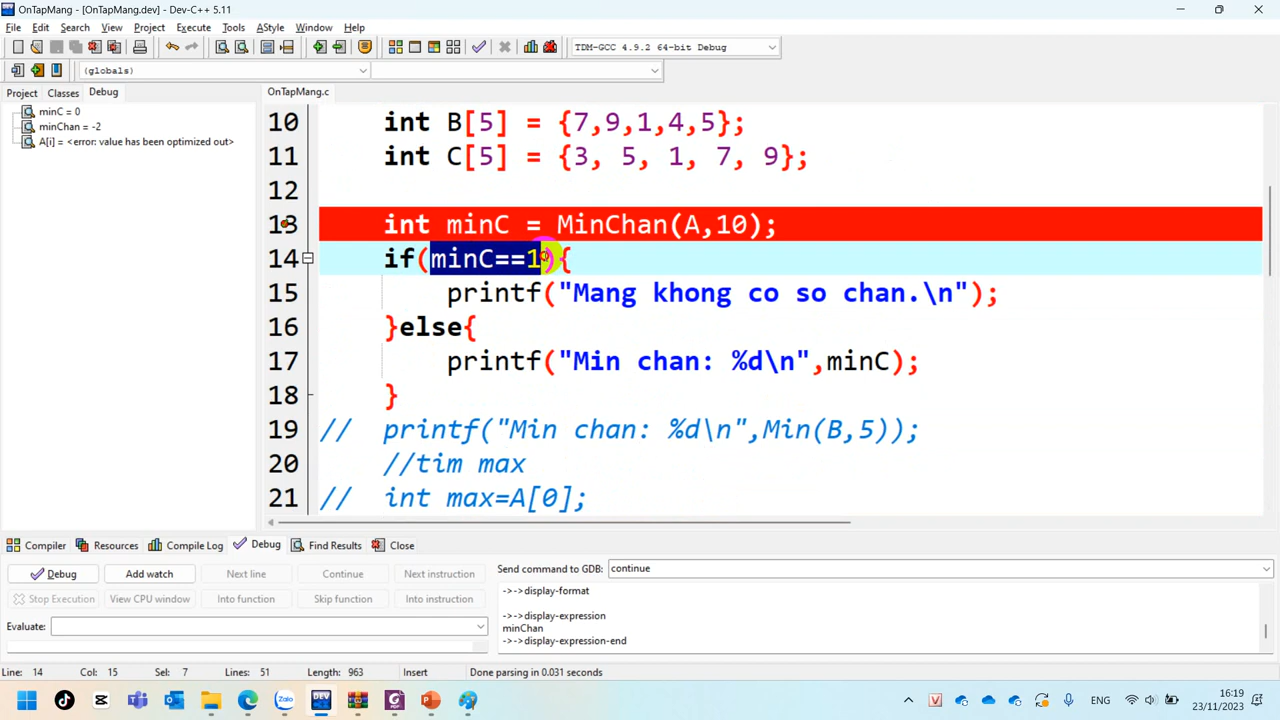 OnTapMang - [OnTapMang.dev] - Dev-C++ 5.11
File Edit Search View Project Execute Tools AStyle Window Help
TDM-GCC 4.9.2 64-bit Debug
(globals)
Project Classes Debug
minC = 0
minChan = -2
A[i] = <error: value has been optimized out>
OnTapMang.c
10 int B[5] = {7,9,1,4,5};
11 int C[5] = {3, 5, 1, 7, 9};
12
13 int minC = MinChan(A,10);
14 if(minC==1){
15 printf("Mang khong co so chan.\n");
16 }else{
17 printf("Min chan: %d\n",minC);
18 }
19 // printf("Min chan: %d\n",Min(B,5));
20 //tim max
21 // int max=A[0];
Compiler Resources Compile Log Debug Find Results Close
Debug Add watch Next line Continue Next instruction
Stop Execution View CPU window Into function Skip function Into instruction
Evaluate:
Send command to GDB: continue
->->display-format
->->display-expression
minChan
->->display-expression-end
Line: 14 Col: 15 Sel: 7 Lines: 51 Length: 963 Insert Done parsing in 0.031 seconds
Zalo DEV ENG 16:19
23/11/2023